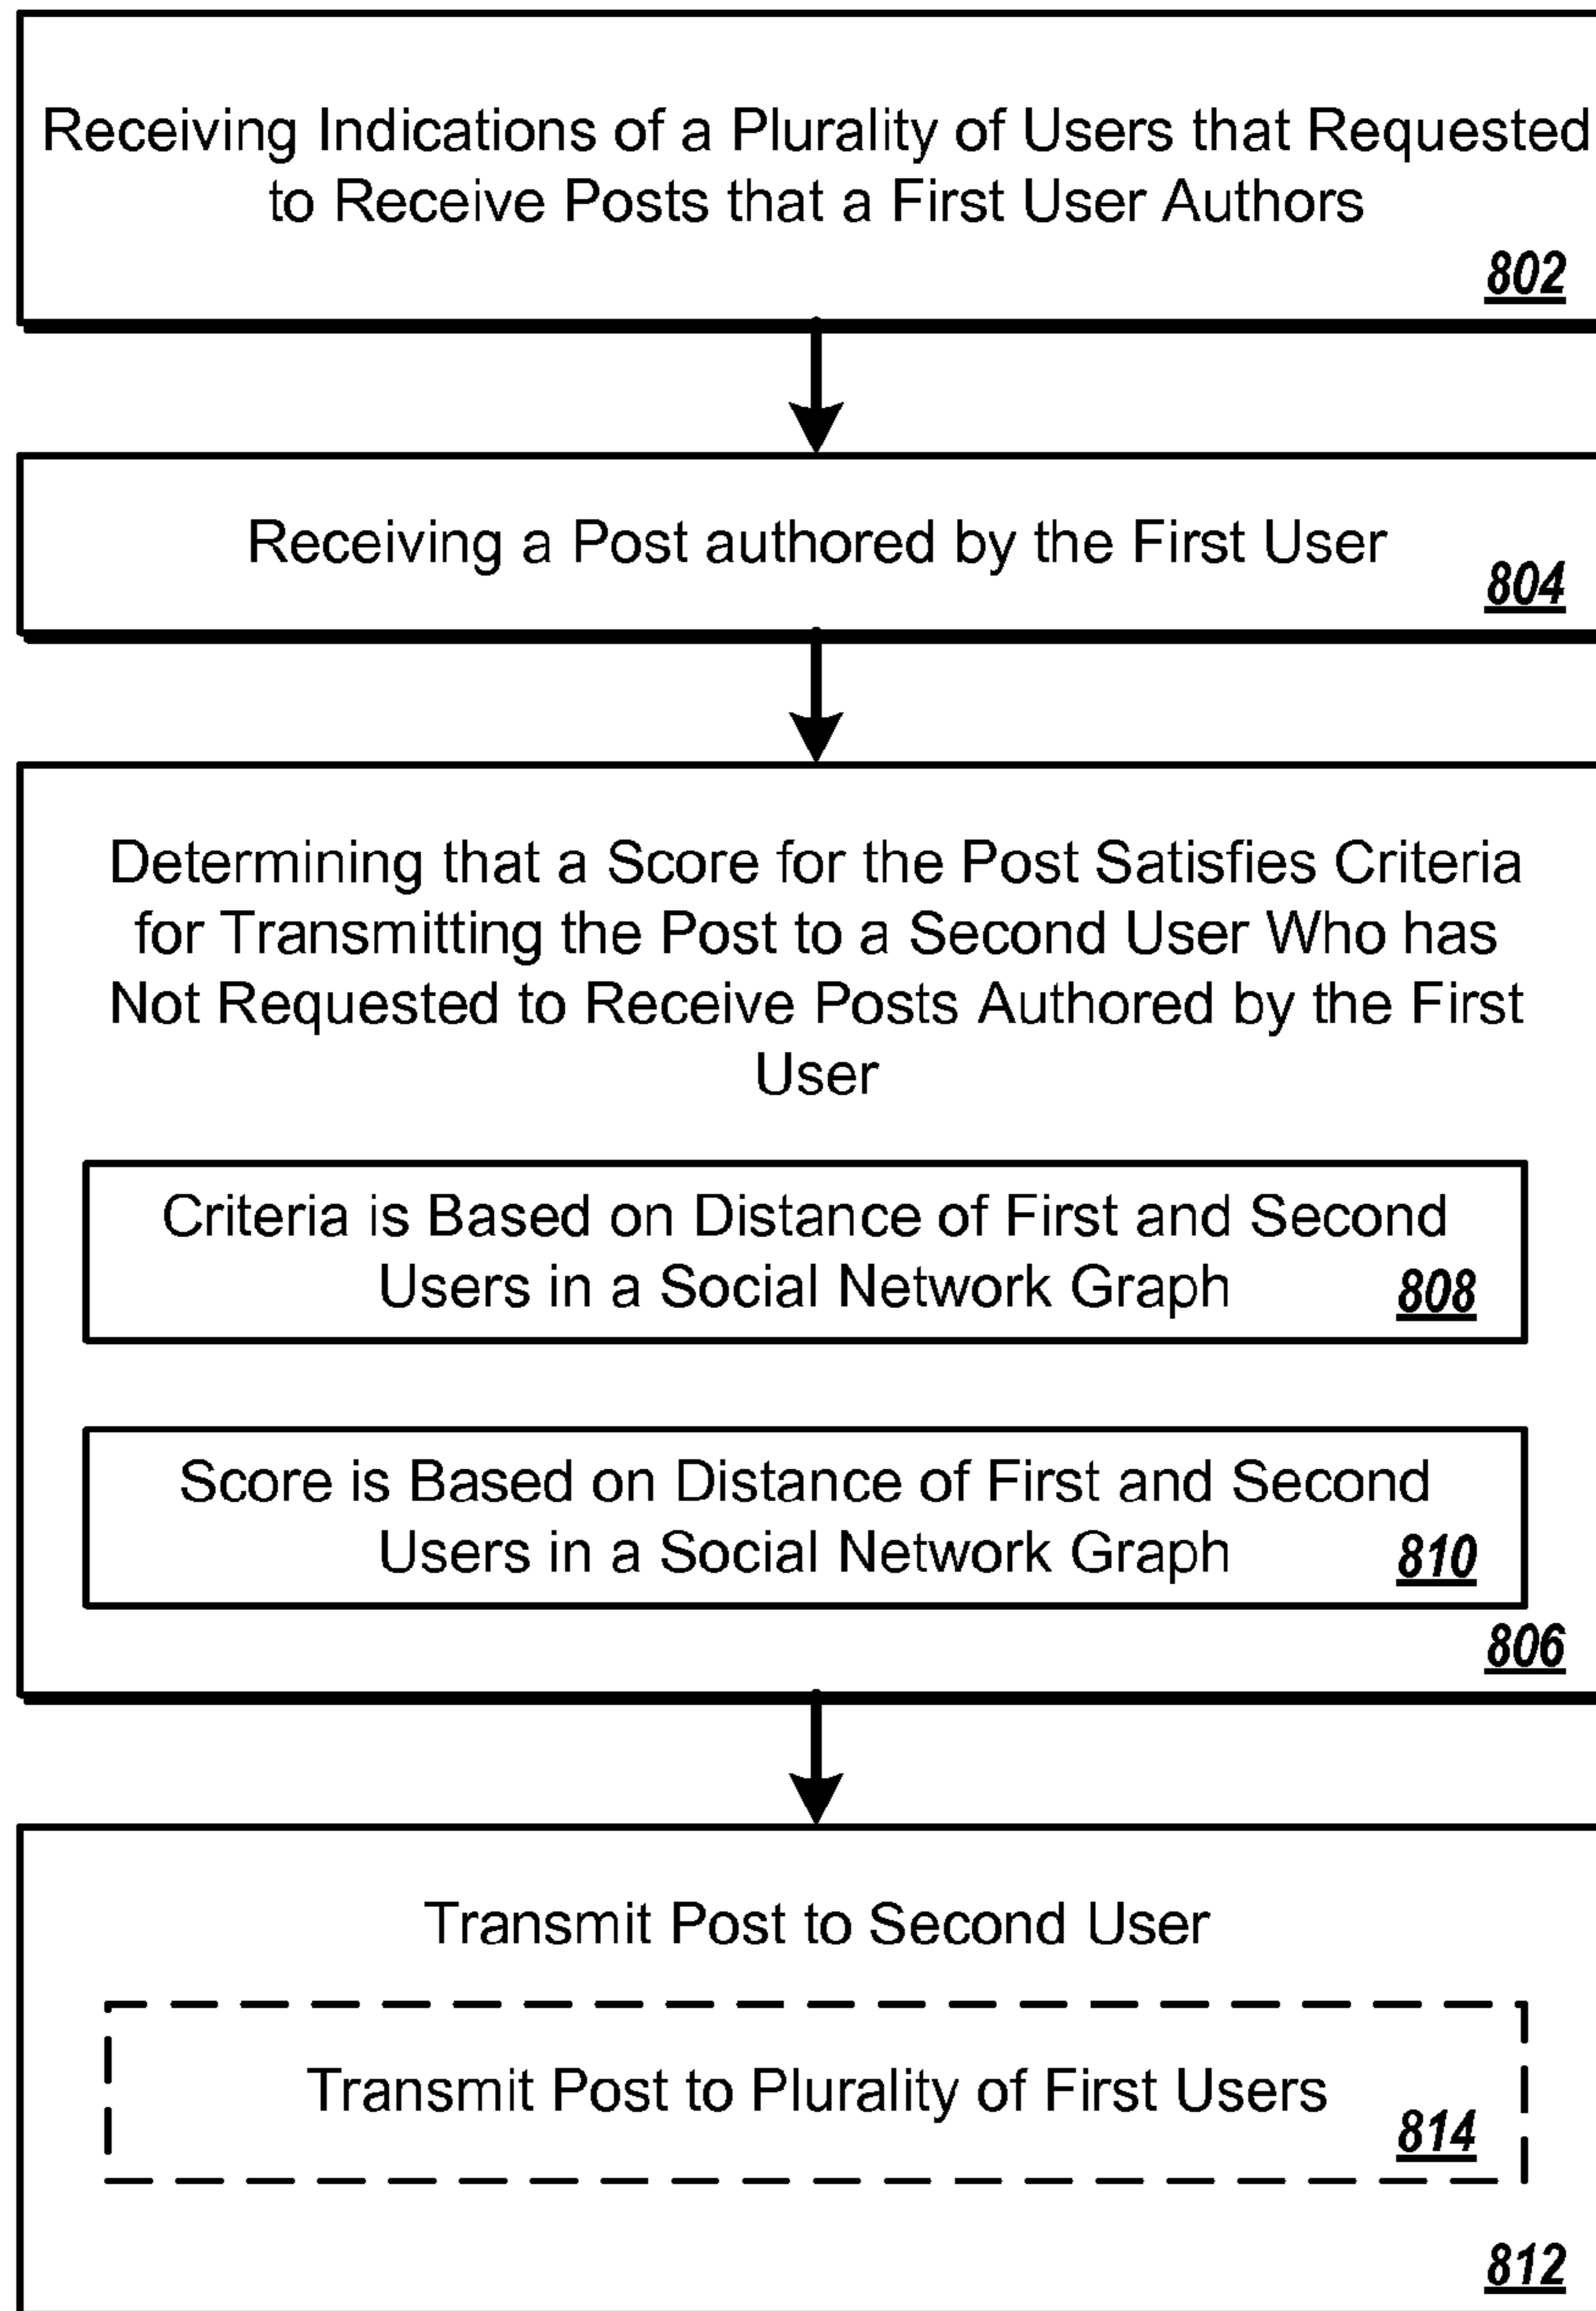 Receiving Indications of a Plurality of Users that Requested
to Receive Posts that a First User Authors
802
Receiving a Post authored by the First User
804
Determining that a Score for the Post Satisfies Criteria
for Transmitting the Post to a Second User Who has
Not Requested to Receive Posts Authored by the First
User
Criteria is Based on Distance of First and Second
Users in a Social Network Graph
808
Score is Based on Distance of First and Second
Users in a Social Network Graph
810
806
Transmit Post to Second User
Transmit Post to Plurality of First Users
814
812